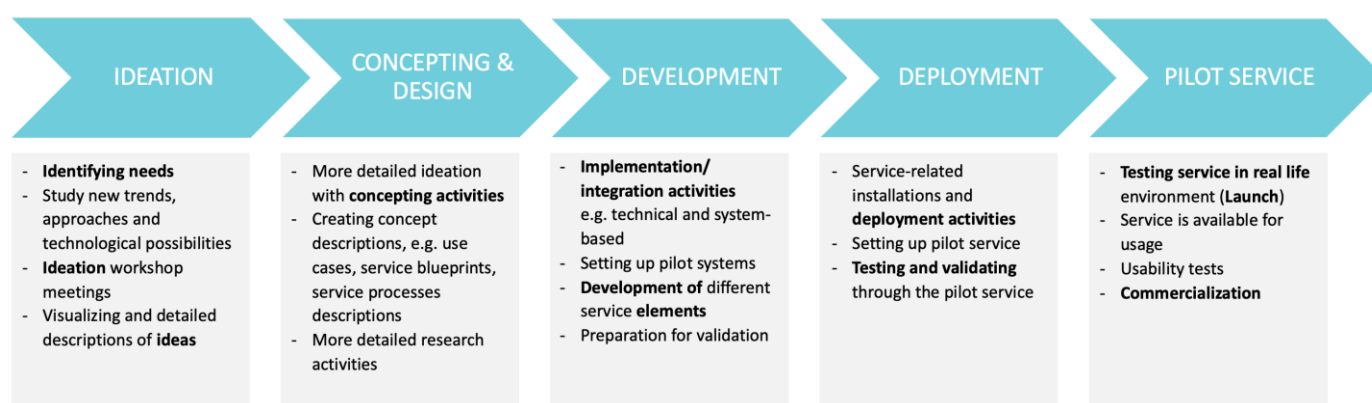 IDEATION
CONCEPTING &
DESIGN
DEVELOPMENT
DEPLOYMENT
PILOT SERVICE
- Identifying needs
- Study new trends,
approaches and
technological possibilities
- Ideation workshop
meetings
- Visualizing and detailed
descriptions of ideas
- More detailed ideation
with concepting activities
- Creating concept
descriptions, e.g. use
cases, service blueprints,
service processes
descriptions
- More detailed research
activities
- Implementation/
integration activities
e.g. technical and system-
based
- Setting up pilot systems
- Development of different
service elements
- Preparation for validation
- Service-related
installations and
deployment activities
- Setting up pilot service
- Testing and validating
through the pilot service
- Testing service in real life
environment (Launch)
- Service is available for
usage
- Usability tests
- Commercialization